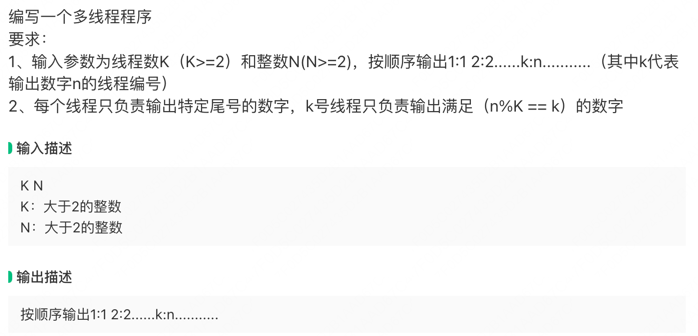 编写一个多线程程序
要求：
1、输入参数为线程数K（K>=2）和整数N(N>=2)，按顺序输出1:1 2:2......k:n...........（其中k代表
输出数字n的线程编号）
2、每个线程只负责输出特定尾号的数字，k号线程只负责输出满足（n%K == k）的数字
输入描述
K N
K：大于2的整数
N：大于2的整数
输出描述
按顺序输出1:1 2:2......k:n...........